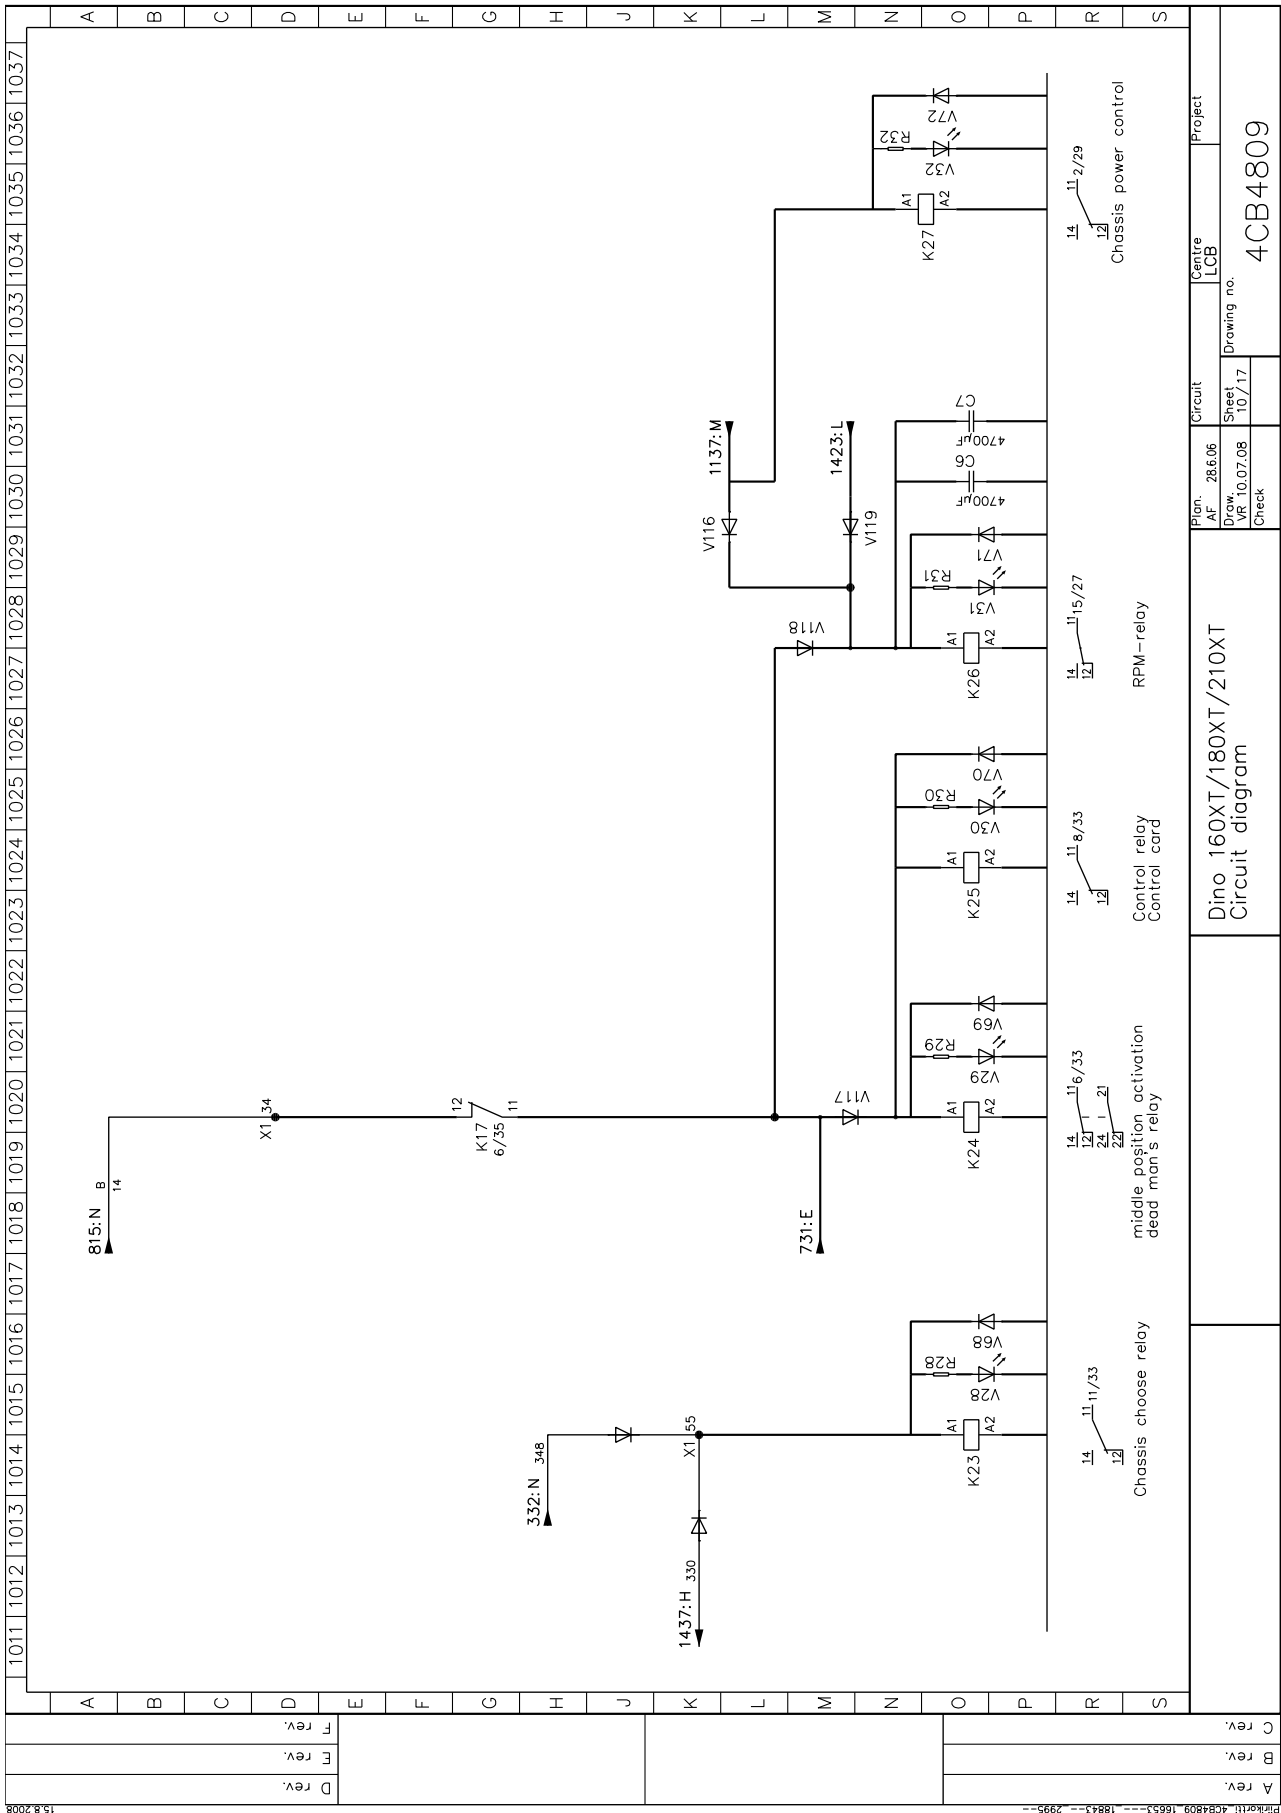 1011 1012 1013 1014 1015 1016 1017 1018 1019 1020 1021 1022 1023 1024 1025 1026 1027 1028 1029 1030 1031 1032 1033 1034 1035 1036 1037
A
B
C
D
E
F
G
H
J
K
L
M
N
O
P
R
S
A
B
C
D
E
F
G
H
J
K
L
M
N
O
P
R
S
815:N
B
14
X1
34
K17
6/35
12
11
332:N
348
1437:H
330
X1
55
731:E
V117
V118
V116
1137:M
V119
1423:L
K23
A1
A2
R28
V28
V68
K24
A1
A2
R29
V29
V69
K25
A1
A2
R30
V30
V70
K26
A1
A2
R31
V31
V71
4700µF
C6
4700µF
C7
K27
A1
A2
R32
V32
V72
14
12
11
11/33
Chassis choose relay
14
12
11
6/33
24
22
21
middle position activation
dead man's relay
14
12
11
8/33
Control relay
Control card
14
12
11
15/27
RPM-relay
14
12
11
2/29
Chassis power control
Dino 160XT/180XT/210XT
Circuit diagram
Plan.
AF 28.6.06
Draw.
VR 10.07.08
Check
Circuit
Sheet
10/17
Centre
LCB
Project
Drawing no.
4CB4809
F rev.
E rev.
D rev.
C rev.
B rev.
A rev.
15.8.2008
Piirikortti_4CB4809_16653----_18843--_2995--